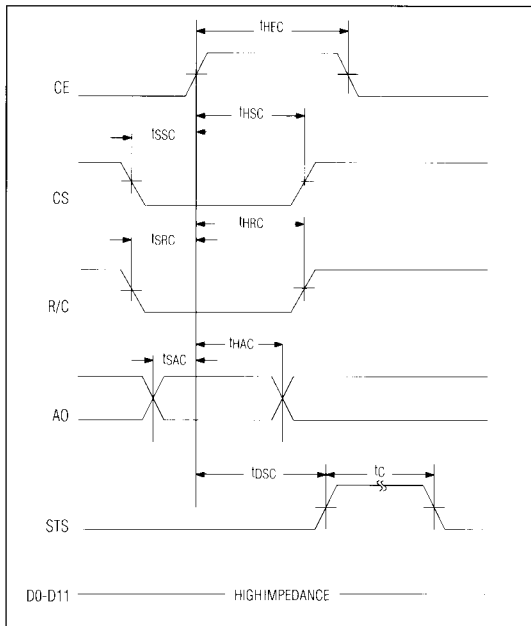 tHEC
CE
tSSC
tHSC
CS
tSRC
tHRC
R/C
tSAC
tHAC
AO
tDSC
tC
STS
D0-D11
HIGH IMPEDANCE